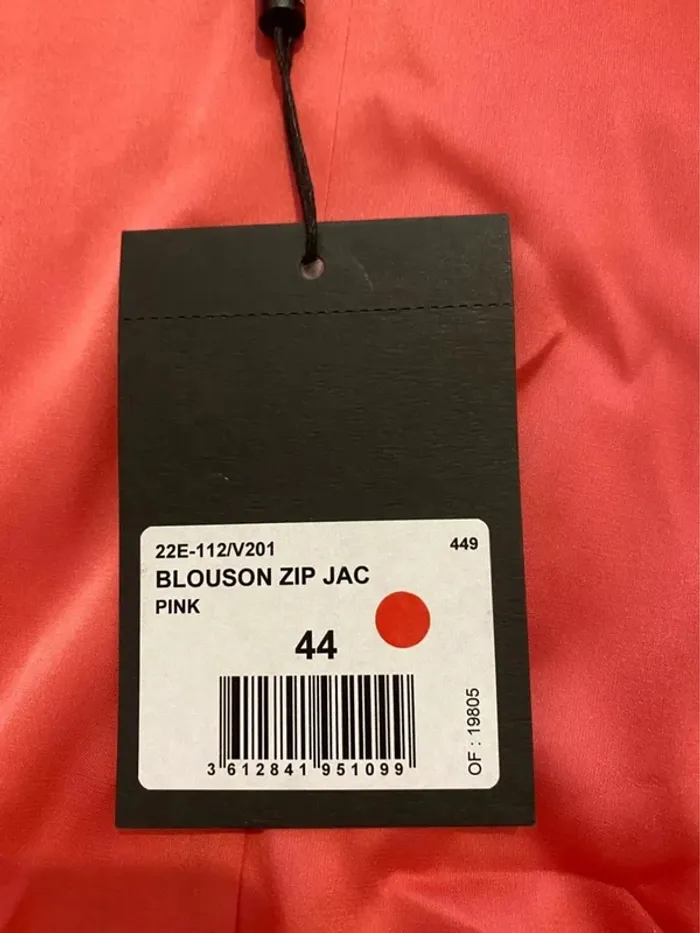 22E-112/V201 449
BLOUSON ZIP JAC
PINK
44
3 612841 951099
OF : 19805